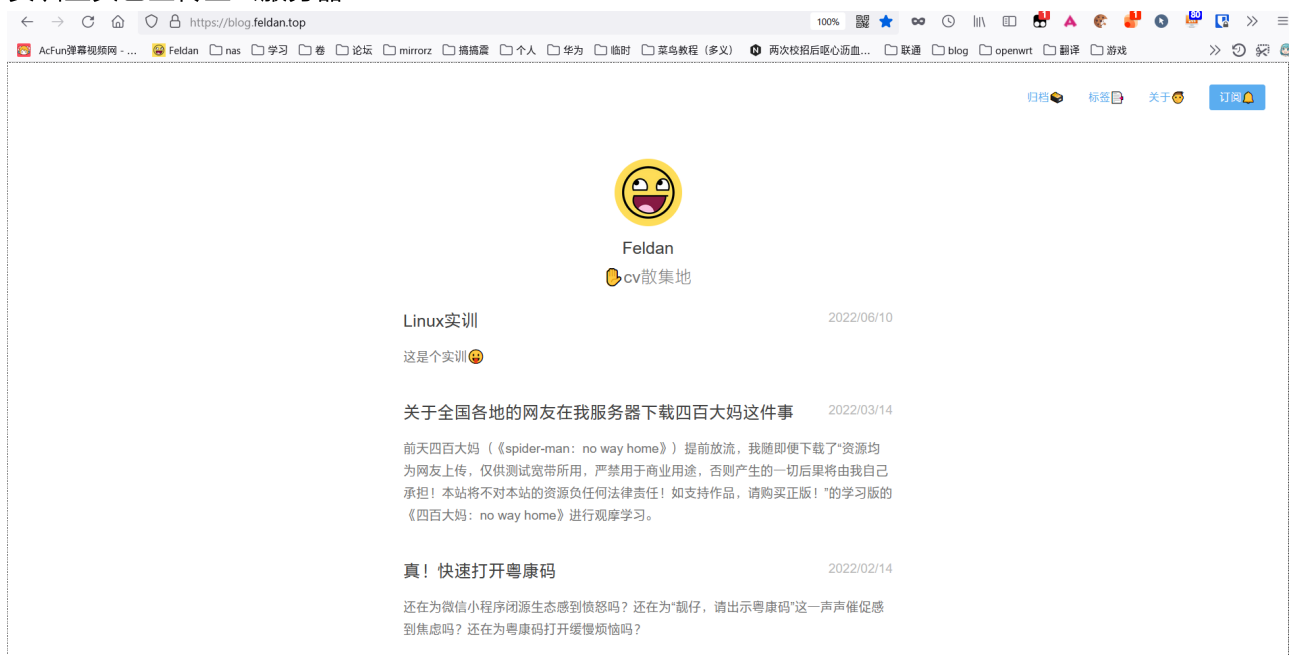 https://blog.feldan.top
100%
80
AcFun弹幕视频网 - ...
Feldan
nas
学习
卷
论坛
mirrorz
搞搞震
个人
华为
临时
菜鸟教程（多义）
两次校招后呕心沥血...
联通
blog
openwrt
翻译
游戏
归档
标签
关于
订阅
Feldan
✋cv散集地
Linux实训 2022/06/10
这是个实训😛
关于全国各地的网友在我服务器下载四百大妈这件事 2022/03/14
前天四百大妈（《spider-man：no way home》）提前放流，我随即便下载了“资源均
为网友上传，仅供测试宽带所用，严禁用于商业用途，否则产生的一切后果将由我自己
承担！本站将不对本站的资源负任何法律责任！如支持作品，请购买正版！”的学习版的
《四百大妈：no way home》进行观摩学习。
真！快速打开粤康码 2022/02/14
还在为微信小程序闭源生态感到愤怒吗？还在为“靓仔，请出示粤康码”这一声声催促感
到焦虑吗？还在为粤康码打开缓慢烦恼吗？